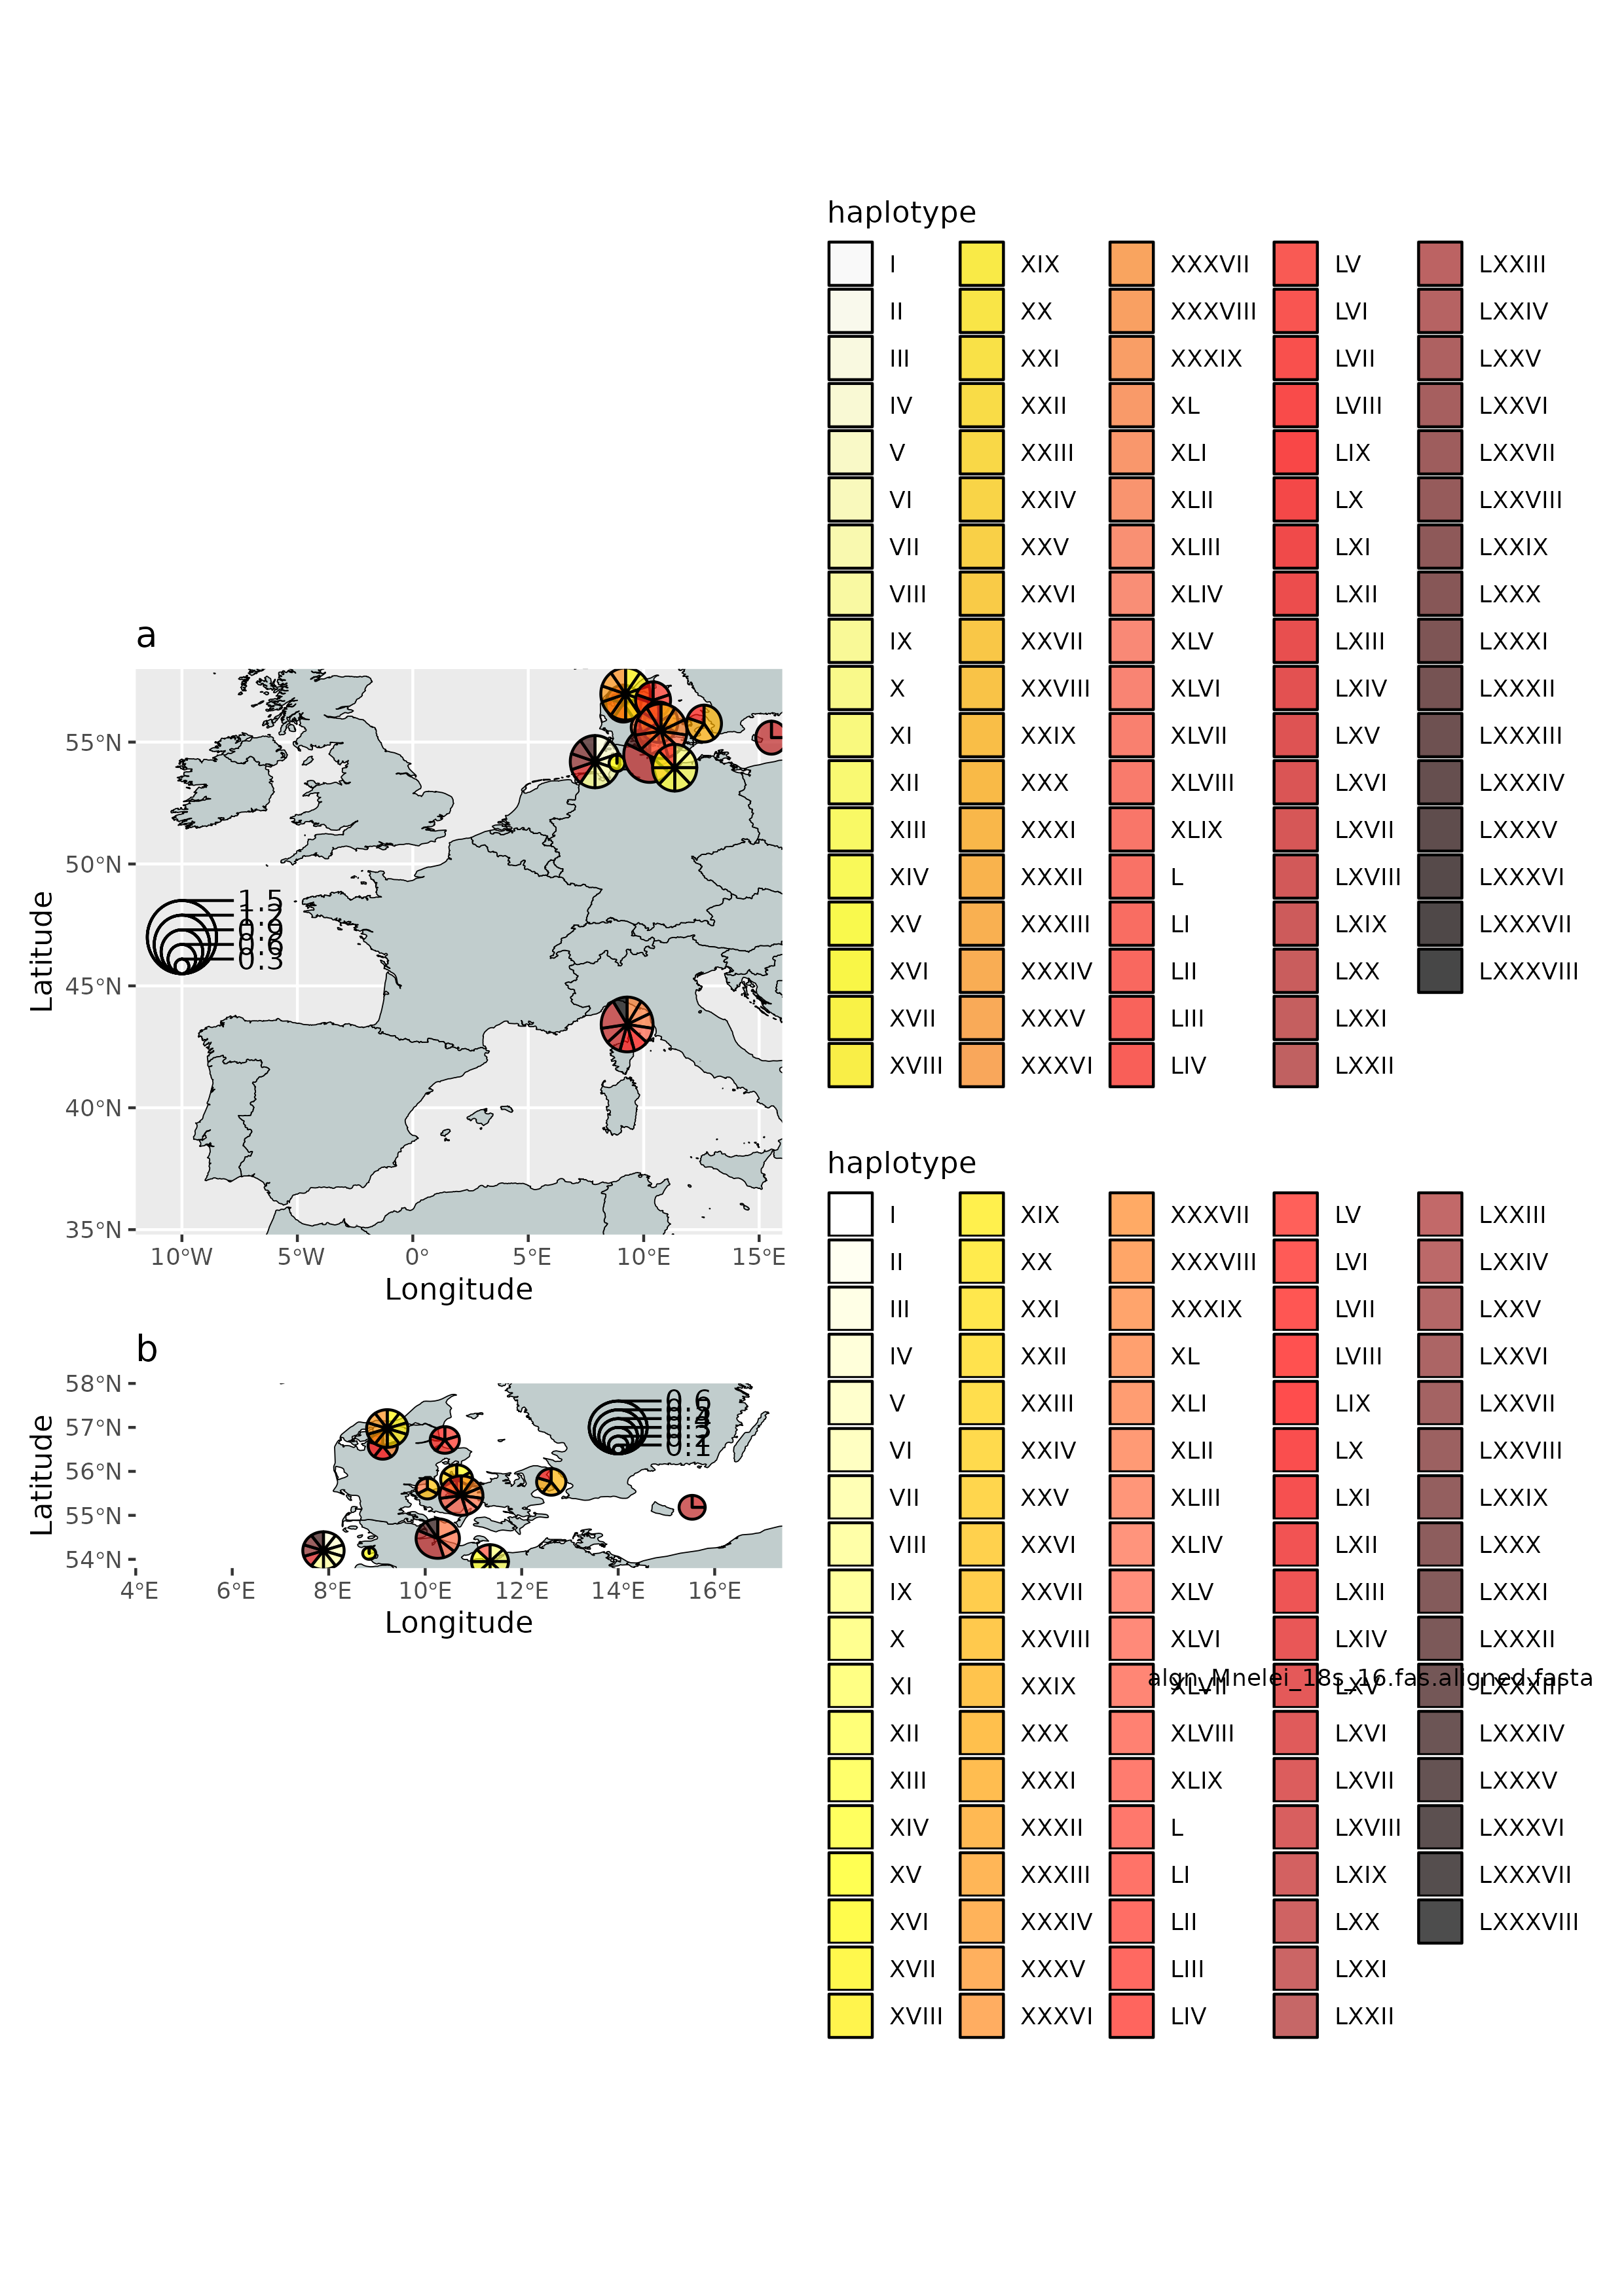 haplotype
I XIX XXXVII LV LXXIII
II XX XXXVIII LVI LXXIV
III XXI XXXIX LVII LXXV
IV XXII XL LVIII LXXVI
V XXIII XLI LIX LXXVII
VI XXIV XLII LX LXXVIII
VII XXV XLIII LXI LXXIX
VIII XXVI XLIV LXII LXXX
IX XXVII XLV LXIII LXXXI
X XXVIII XLVI LXIV LXXXII
XI XXIX XLVII LXV LXXXIII
XII XXX XLVIII LXVI LXXXIV
XIII XXXI XLIX LXVII LXXXV
XIV XXXII L LXVIII LXXXVI
XV XXXIII LI LXIX LXXXVII
XVI XXXIV LII LXX LXXXVIII
XVII XXXV LIII LXXI
XVIII XXXVI LIV LXXII
a
55°N
50°N
45°N
40°N
35°N
Latitude
1.5
1.2
0.9
0.6
0.3
10°W 5°W 0° 5°E 10°E 15°E
Longitude
b
58°N
57°N
56°N
55°N
54°N
Latitude
0.6
0.1
4°E 6°E 8°E 10°E 12°E 14°E 16°E
Longitude
haplotype
I XIX XXXVII LV LXXIII
II XX XXXVIII LVI LXXIV
III XXI XXXIX LVII LXXV
IV XXII XL LVIII LXXVI
V XXIII XLI LIX LXXVII
VI XXIV XLII LX LXXVIII
VII XXV XLIII LXI LXXIX
VIII XXVI XLIV LXII LXXX
IX XXVII XLV LXIII LXXXI
X XXVIII XLVI LXIV LXXXII
algn_Mnelei_18s_16.fas.aligned.fasta
XI XXIX XLVII LXV LXXXIII
XII XXX XLVIII LXVI LXXXIV
XIII XXXI XLIX LXVII LXXXV
XIV XXXII L LXVIII LXXXVI
XV XXXIII LI LXIX LXXXVII
XVI XXXIV LII LXX LXXXVIII
XVII XXXV LIII LXXI
XVIII XXXVI LIV LXXII